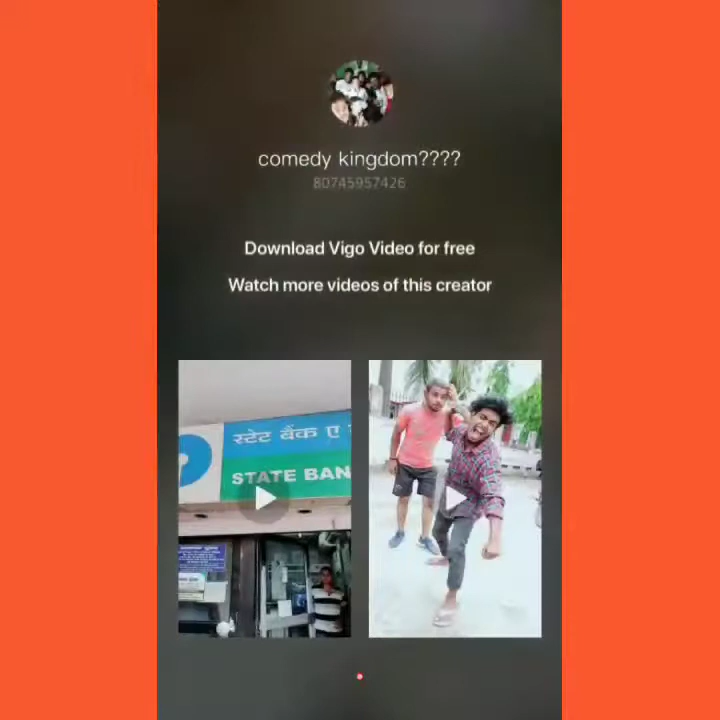 comedy kingdom????
80745957426
Download Vigo Video for free
Watch more videos of this creator
स्टेट बैंक ए
STATE BAN